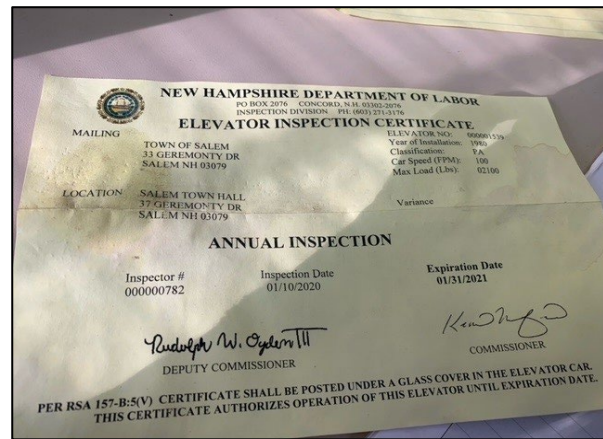 NEW HAMPSHIRE DEPARTMENT OF LABOR
PO BOX 2076 CONCORD, N.H. 03302-2076
INSPECTION DIVISION PH: (603) 271-3176
ELEVATOR INSPECTION CERTIFICATE
MAILING
TOWN OF SALEM
33 GEREMONTY DR
SALEM NH 03079
ELEVATOR NO: 000001539
Year of Installation: 1980
Classification: PA
Car Speed (FPM): 100
Max Load (Lbs): 02100
LOCATION
SALEM TOWN HALL
37 GEREMONTY DR
SALEM NH 03079
Variance
ANNUAL INSPECTION
Inspector #
000000782
Inspection Date
01/10/2020
Expiration Date
01/31/2021
Rudolph W. Ogden III
DEPUTY COMMISSIONER
COMMISSIONER
PER RSA 157-B:5(V) CERTIFICATE SHALL BE POSTED UNDER A GLASS COVER IN THE ELEVATOR CAR.
THIS CERTIFICATE AUTHORIZES OPERATION OF THIS ELEVATOR UNTIL EXPIRATION DATE.